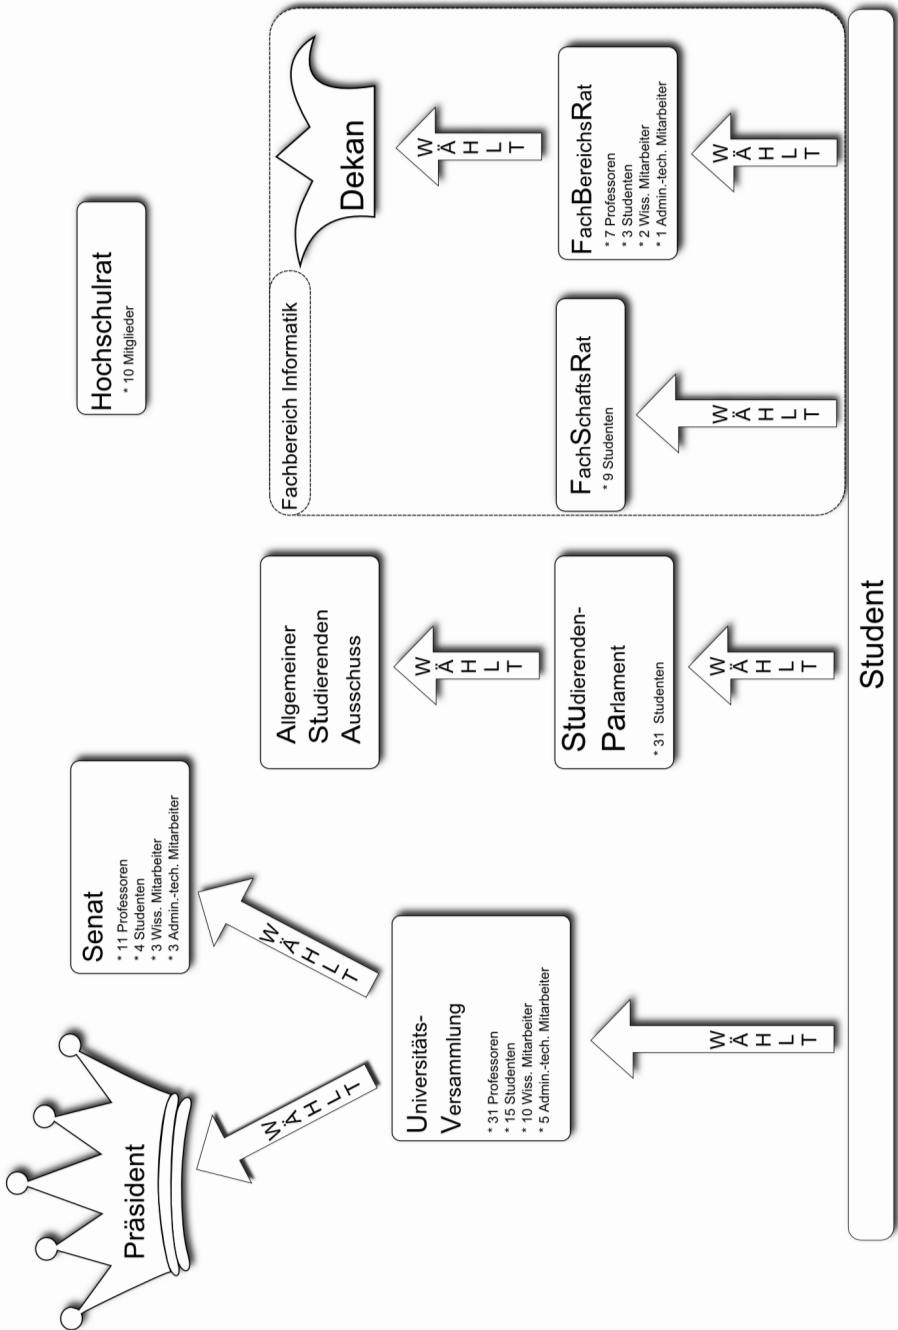 Präsident
Senat
* 11 Professoren
* 4 Studenten
* 3 Wiss. Mitarbeiter
* 3 Admin.-tech. Mitarbeiter
Hochschulrat
* 10 Mitglieder
WÄHLT
WÄHLT
Universitäts-
Versammlung
* 31 Professoren
* 15 Studenten
* 10 Wiss. Mitarbeiter
* 5 Admin.-tech. Mitarbeiter
WÄHLT
Allgemeiner
Studierenden
Ausschuss
WÄHLT
Studierenden-
Parlament
* 31 Studenten
WÄHLT
Fachbereich Informatik
Dekan
WÄHLT
FachSchaftsRat
* 9 Studenten
WÄHLT
FachBereichsRat
* 7 Professoren
* 3 Studenten
* 2 Wiss. Mitarbeiter
* 1 Admin.-tech. Mitarbeiter
WÄHLT
Student